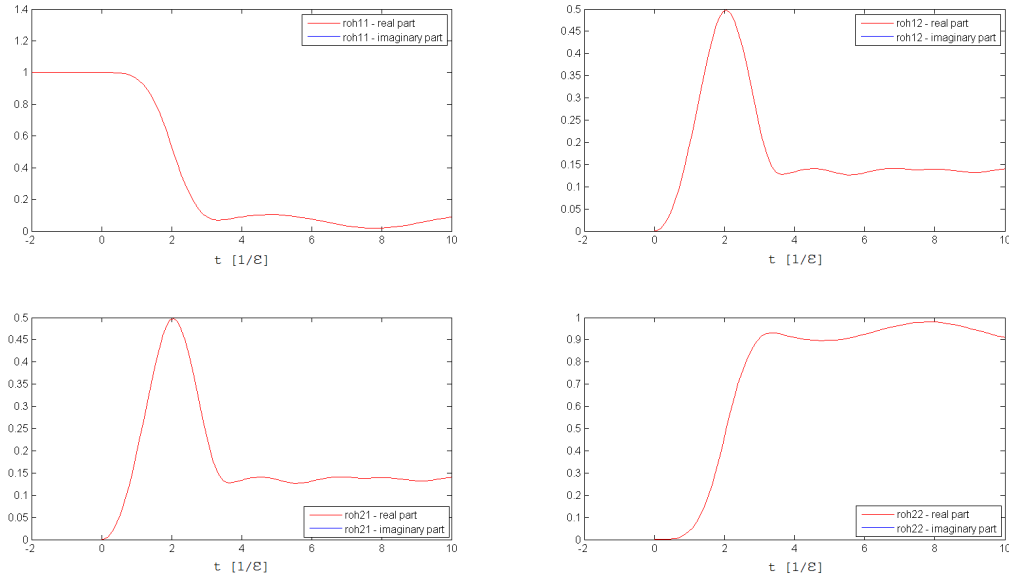 1.4
1.2
1
0.8
0.6
0.4
0.2
0
-2 0 2 4 6 8 10
t [1/ε]
roh11 - real part
roh11 - imaginary part
0.5
0.45
0.4
0.35
0.3
0.25
0.2
0.15
0.1
0.05
0
-2 0 2 4 6 8 10
t [1/ε]
roh12 - real part
roh12 - imaginary part
0.5
0.45
0.4
0.35
0.3
0.25
0.2
0.15
0.1
0.05
0
-2 0 2 4 6 8 10
t [1/ε]
roh21 - real part
roh21 - imaginary part
1
0.9
0.8
0.7
0.6
0.5
0.4
0.3
0.2
0.1
0
-2 0 2 4 6 8 10
t [1/ε]
roh22 - real part
roh22 - imaginary part